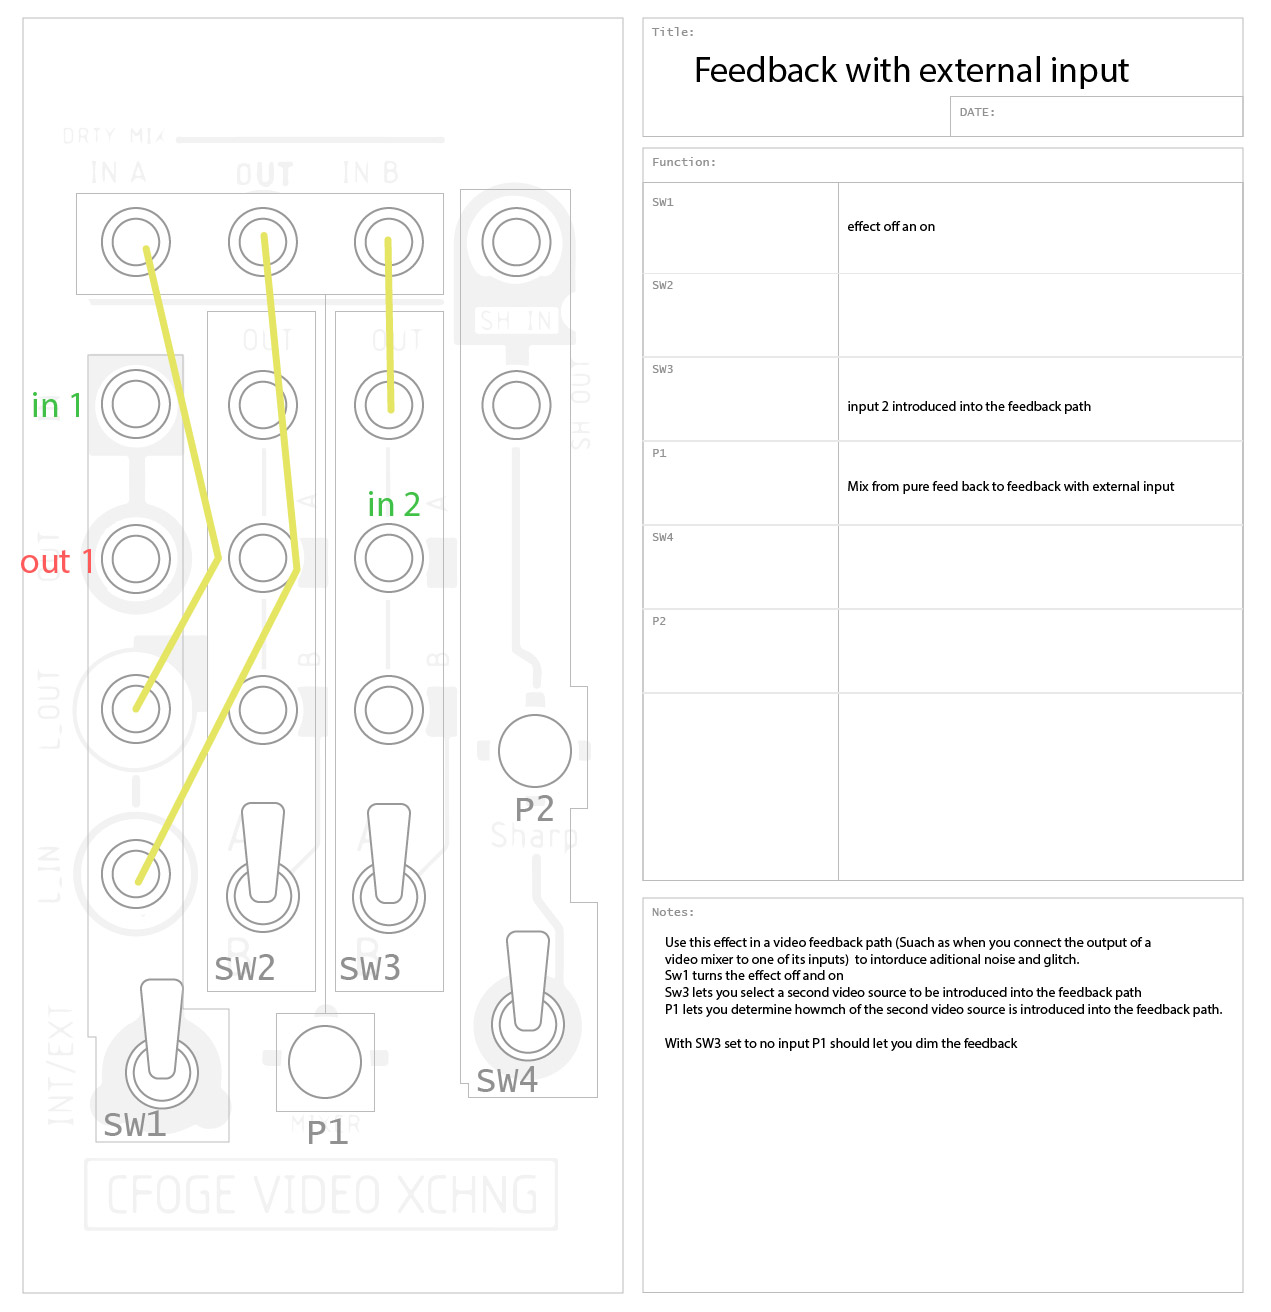 DRTY MIX
IN A
OUT
IN B
SH IN
OUT
OUT
SH OUT
in 1
in 2
A
A
out 1
OUT
B
B
L_OUT
P2
Sharp
L_IN
A
A
B
B
SW2
SW3
INT/EXT
SW4
SW1
MIXER
P1
CFOGE VIDEO XCHNG
Title:
Feedback with external input
DATE:
Function:
SW1
effect off an on
SW2
SW3
input 2 introduced into the feedback path
P1
Mix from pure feed back to feedback with external input
SW4
P2
Notes:
Use this effect in a video feedback path (Suach as when you connect the output of a
video mixer to one of its inputs)  to intorduce aditional noise and glitch.
Sw1 turns the effect off and on
Sw3 lets you select a second video source to be introduced into the feedback path
P1 lets you determine howmch of the second video source is introduced into the feedback path.
With SW3 set to no input P1 should let you dim the feedback